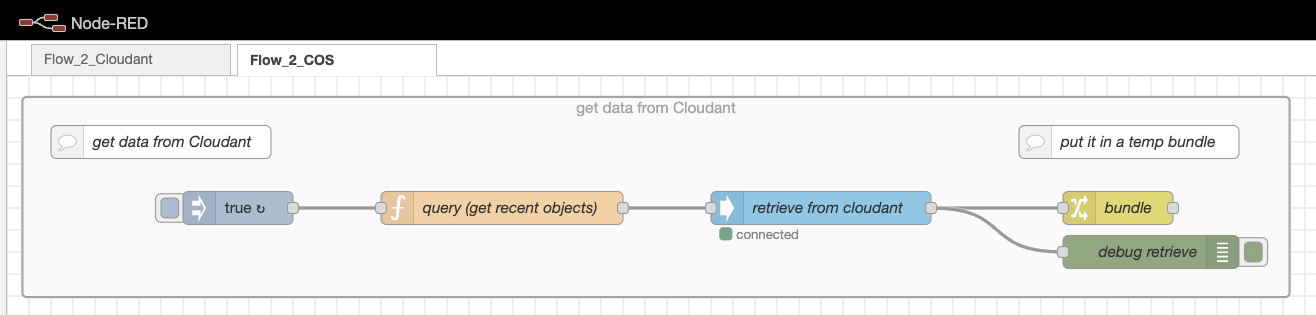 Node-RED
Flow_2_Cloudant
Flow_2_COS
get data from Cloudant
get data from Cloudant
put it in a temp bundle
true ↻
query (get recent objects)
retrieve from cloudant
bundle
connected
debug retrieve